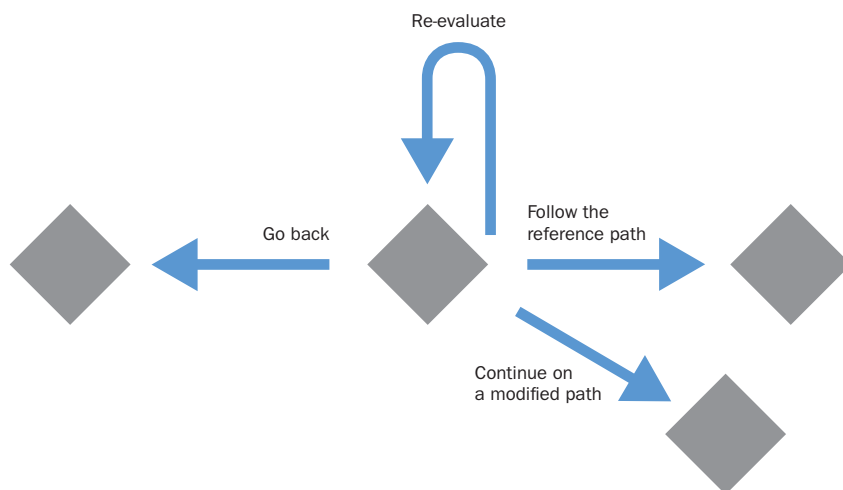 Re-evaluate
Go back
Follow the
reference path
Continue on
a modified path